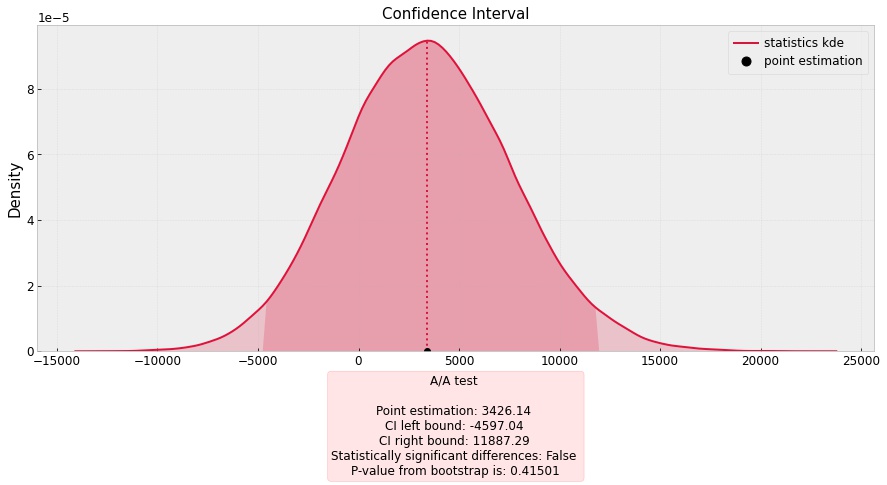 Confidence Interval
1e−5
statistics kde
point estimation
Density
8
6
4
2
0
−15000 −10000 −5000 0 5000 10000 15000 20000 25000
A/A test
Point estimation: 3426.14
CI left bound: -4597.04
CI right bound: 11887.29
Statistically significant differences: False
P-value from bootstrap is: 0.41501